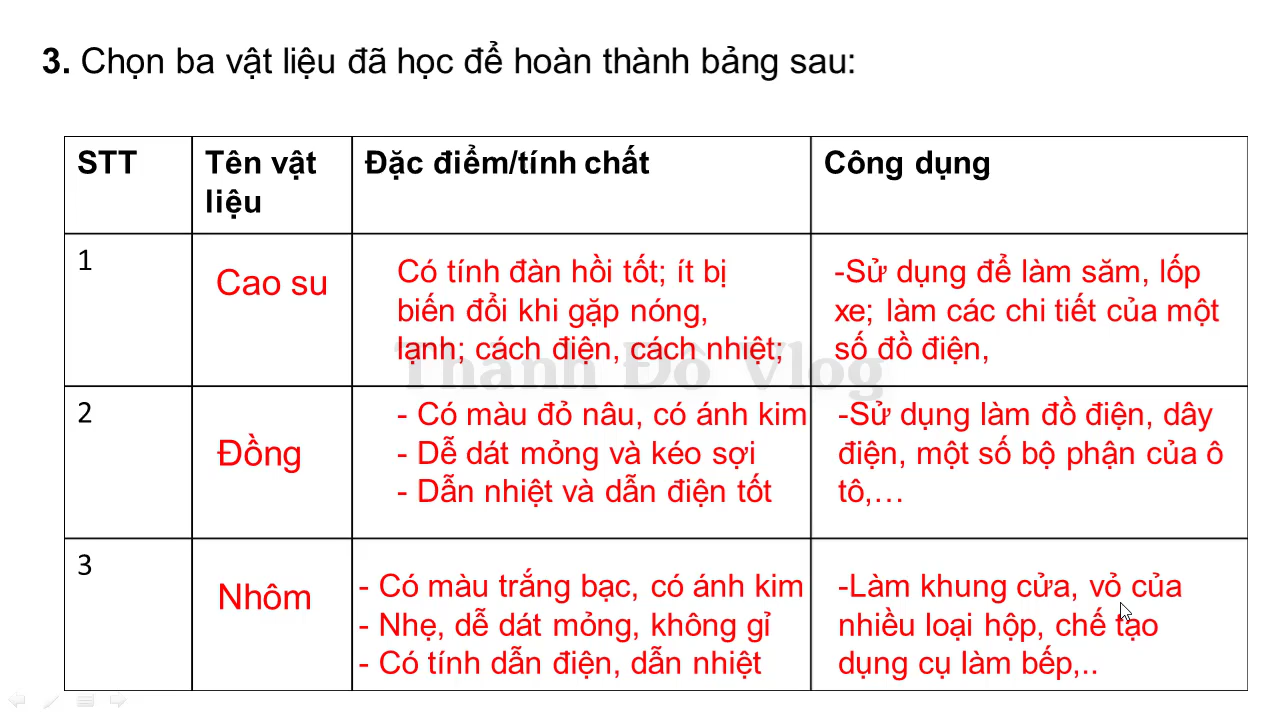 3. Chọn ba vật liệu đã học để hoàn thành bảng sau:
STT
Tên vật
liệu
Đặc điểm/tính chất
Công dụng
1
Cao su
Có tính đàn hồi tốt; ít bị
biến đổi khi gặp nóng,
lạnh; cách điện, cách nhiệt;
-Sử dụng để làm săm, lốp
xe; làm các chi tiết của một
số đồ điện,
Thanh Đô Vlog
2
Đồng
- Có màu đỏ nâu, có ánh kim
- Dễ dát mỏng và kéo sợi
- Dẫn nhiệt và dẫn điện tốt
-Sử dụng làm đồ điện, dây
điện, một số bộ phận của ô
tô,…
3
Nhôm
- Có màu trắng bạc, có ánh kim
- Nhẹ, dễ dát mỏng, không gỉ
- Có tính dẫn điện, dẫn nhiệt
-Làm khung cửa, vỏ của
nhiều loại hộp, chế tạo
dụng cụ làm bếp,..